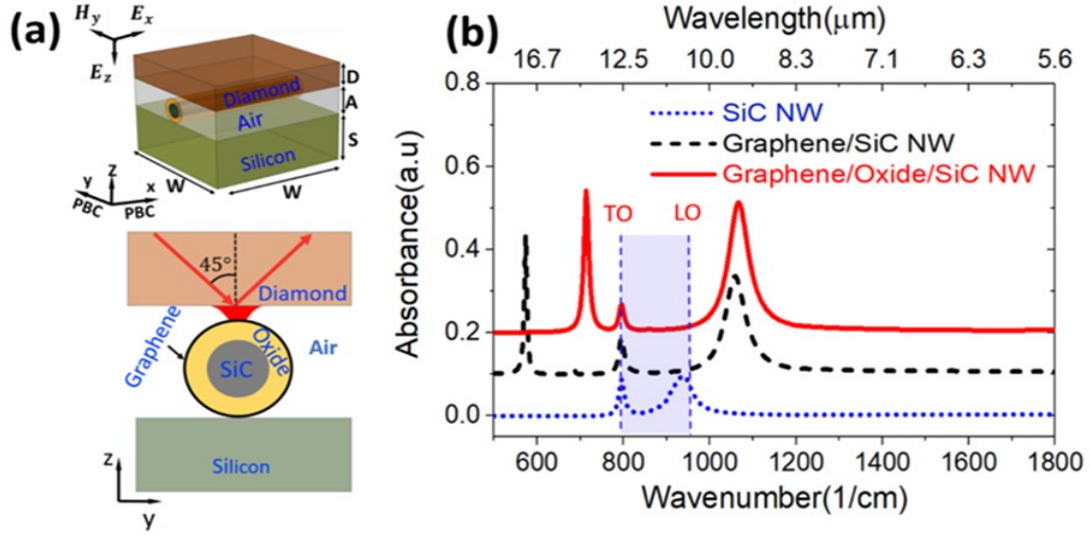 (a)
H_y E_x
E_z
Diamond
Air
Silicon
D
A
S
W
W
y z x
PBC PBC
45°
Diamond
Graphene
Oxide
SiC
Air
Silicon
z
y
(b)
Wavelength(μm)
16.7 12.5 10.0 8.3 7.1 6.3 5.6
Absorbance(a.u)
0.8
0.6
0.4
0.2
0.0
SiC NW
Graphene/SiC NW
Graphene/Oxide/SiC NW
TO LO
600 800 1000 1200 1400 1600 1800
Wavenumber(1/cm)